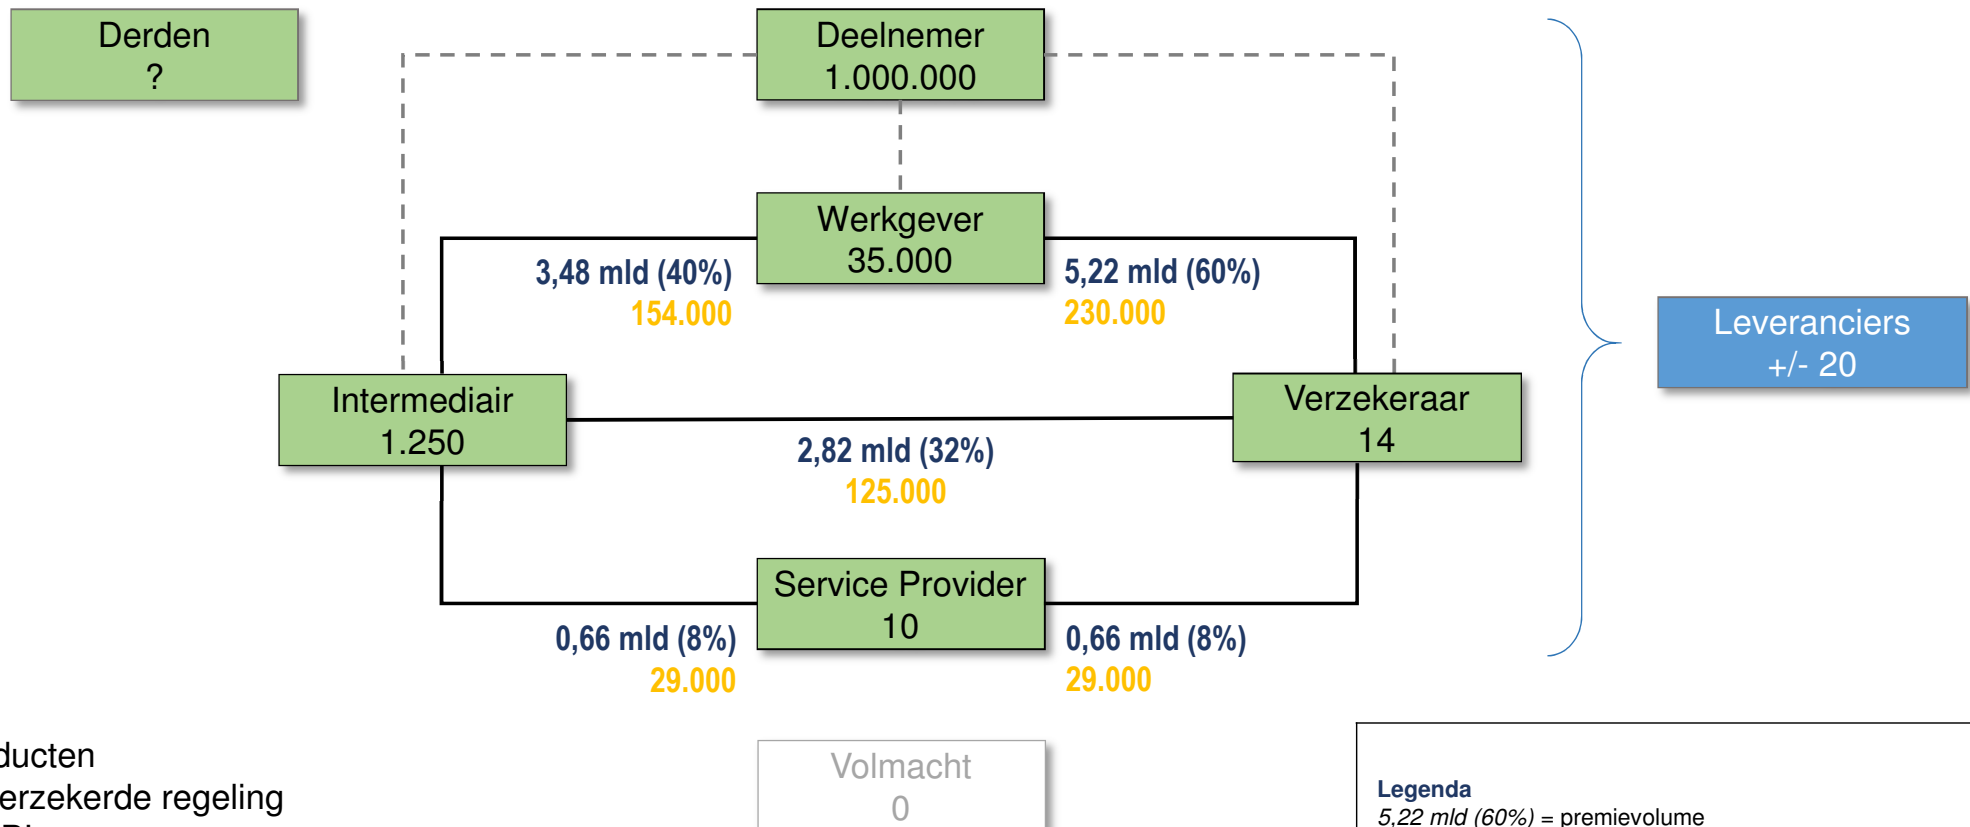 Derden
?
Deelnemer
1.000.000
Werkgever
35.000
3,48 mld (40%)
154.000
5,22 mld (60%)
230.000
Leveranciers
+/- 20
Intermediair
1.250
Verzekeraar
14
2,82 mld (32%)
125.000
Service Provider
10
0,66 mld (8%)
29.000
0,66 mld (8%)
29.000
Volmacht
0
ducten
erzekerde regeling
Legenda
5,22 mld (60%) = premievolume